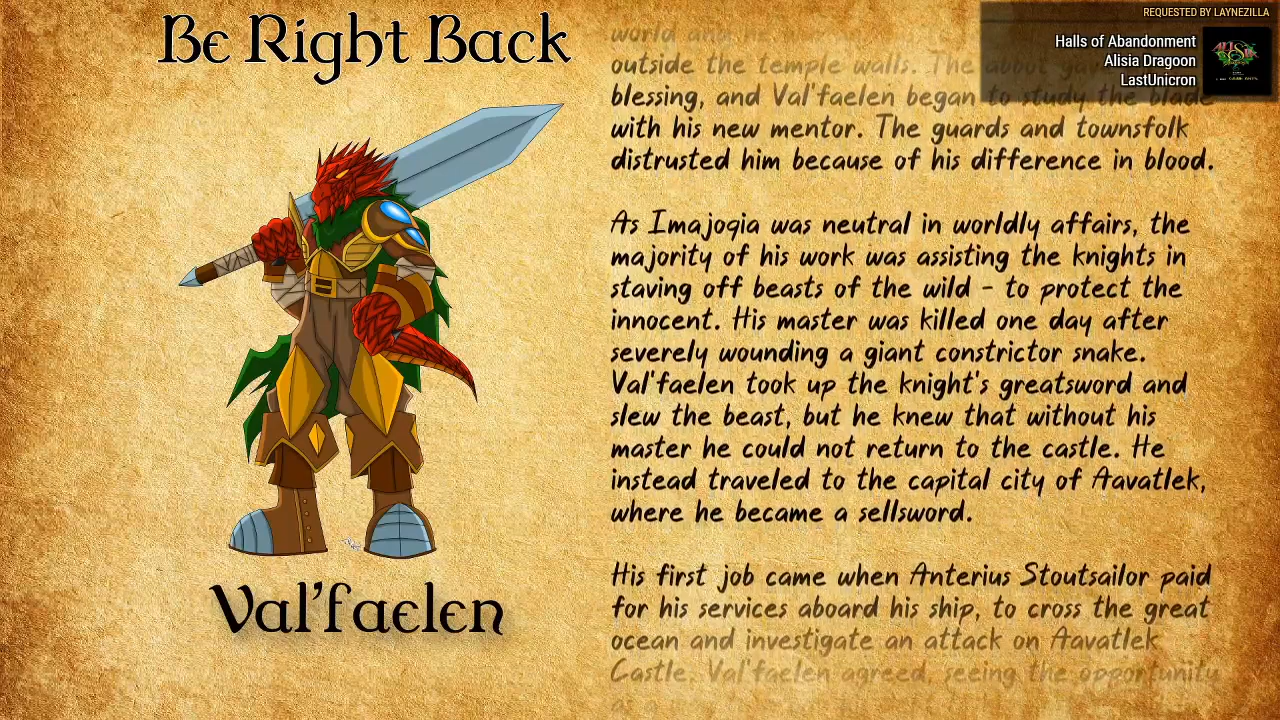 Be Right Back
Val'faelen
world and he
outside the temple walls. The abbot gave
blessing, and Val'faelen began to study the blade
with his new mentor. The guards and townsfolk
distrusted him because of his difference in blood.
As Imajoqia was neutral in worldly affairs, the
majority of his work was assisting the knights in
staving off beasts of the wild - to protect the
innocent. His master was killed one day after
severely wounding a giant constrictor snake.
Val'faelen took up the knight's greatsword and
slew the beast, but he knew that without his
master he could not return to the castle. He
instead traveled to the capital city of Aavatlek,
where he became a sellsword.
His first job came when Anterius Stoutsailor paid
for his services aboard his ship, to cross the great
ocean and investigate an attack on Aavatlek
Castle. Val'faelen agreed, seeing the opportunity
as a
REQUESTED BY LAYNEZILLA
Halls of Abandonment
Alisia Dragoon
LastUnicron